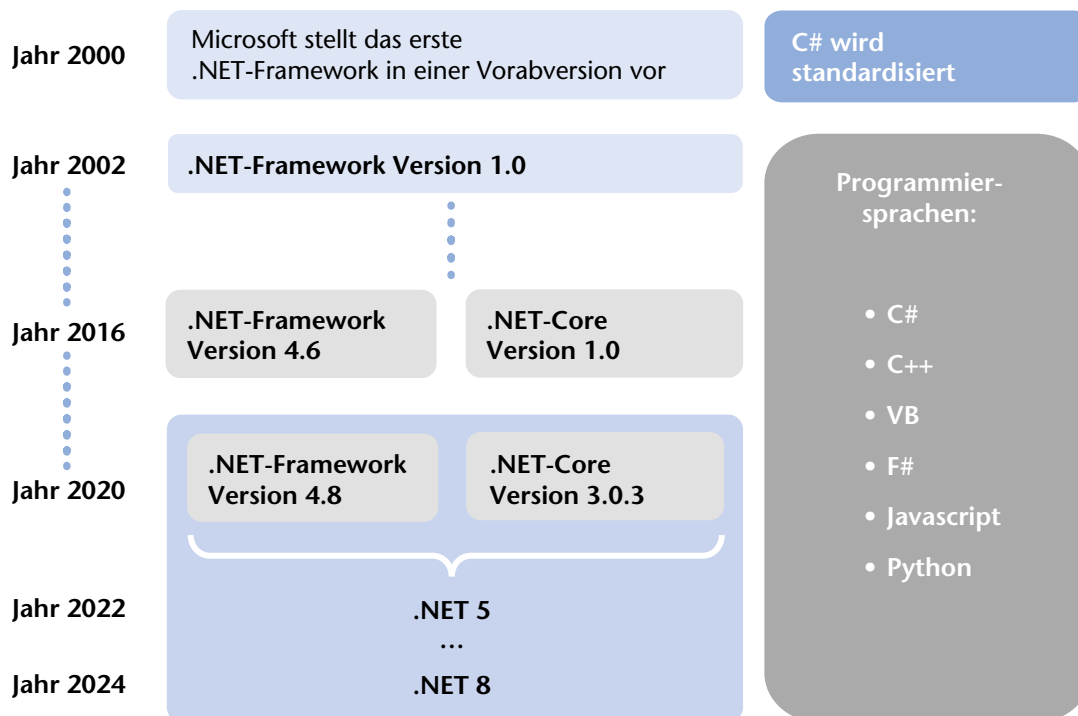 Jahr 2000
Microsoft stellt das erste
.NET-Framework in einer Vorabversion vor
C# wird
standardisiert
Jahr 2002
.NET-Framework Version 1.0
Programmier-
sprachen:
• C#
• C++
• VB
• F#
• Javascript
• Python
Jahr 2016
.NET-Framework
Version 4.6
.NET-Core
Version 1.0
Jahr 2020
.NET-Framework
Version 4.8
.NET-Core
Version 3.0.3
Jahr 2022
.NET 5
...
Jahr 2024
.NET 8